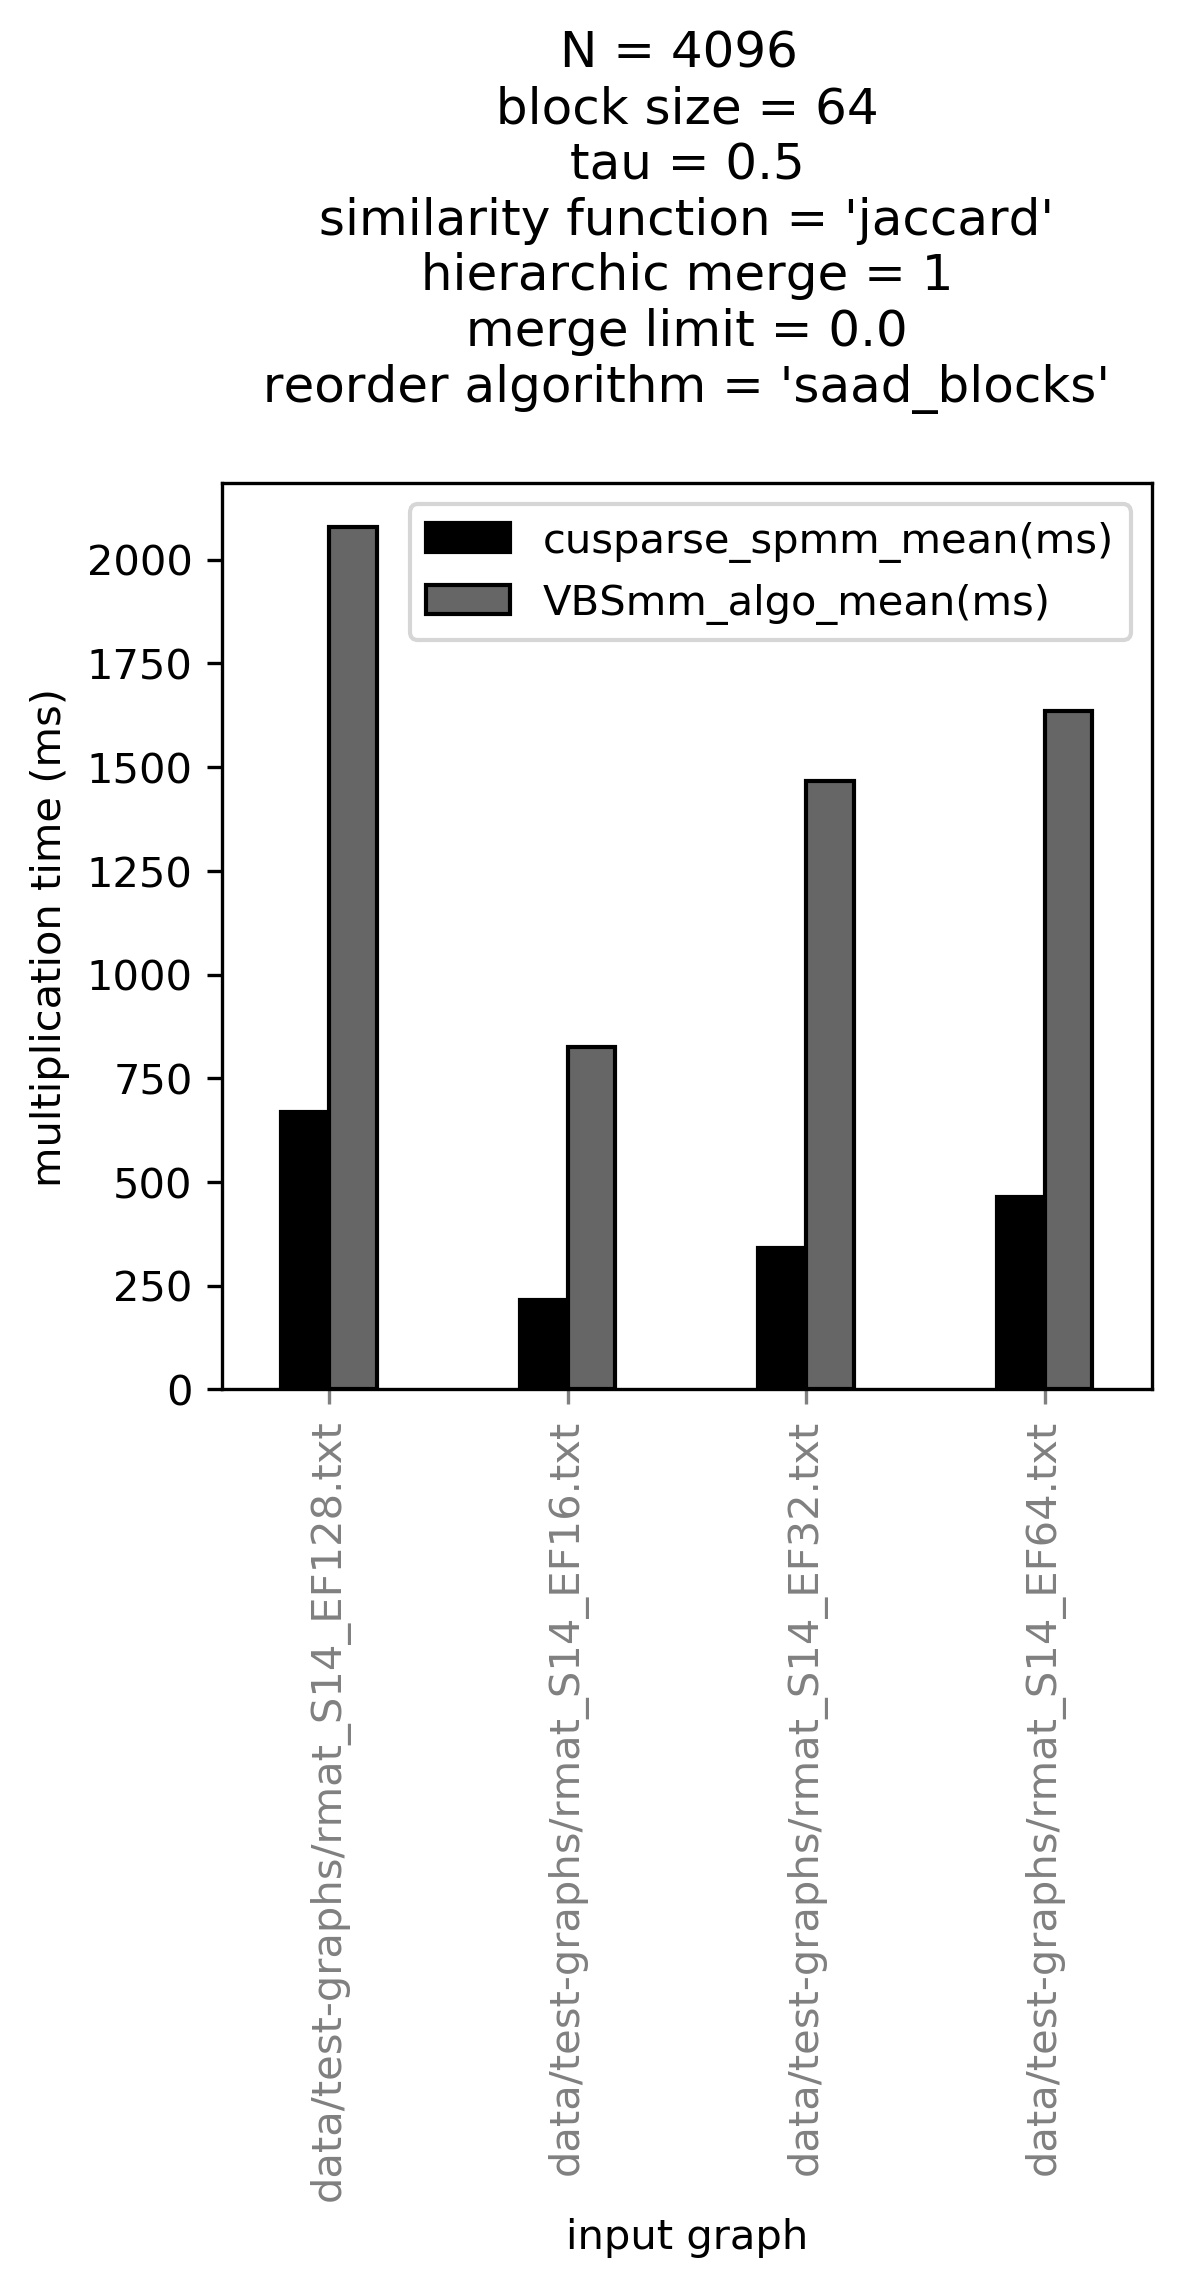 N = 4096
block size = 64
tau = 0.5
similarity function = 'jaccard'
hierarchic merge = 1
merge limit = 0.0
reorder algorithm = 'saad_blocks'
cusparse_spmm_mean(ms)
VBSmm_algo_mean(ms)
multiplication time (ms)
2000
1750
1500
1250
1000
750
500
250
0
data/test-graphs/rmat_S14_EF128.txt
data/test-graphs/rmat_S14_EF16.txt
data/test-graphs/rmat_S14_EF32.txt
data/test-graphs/rmat_S14_EF64.txt
input graph